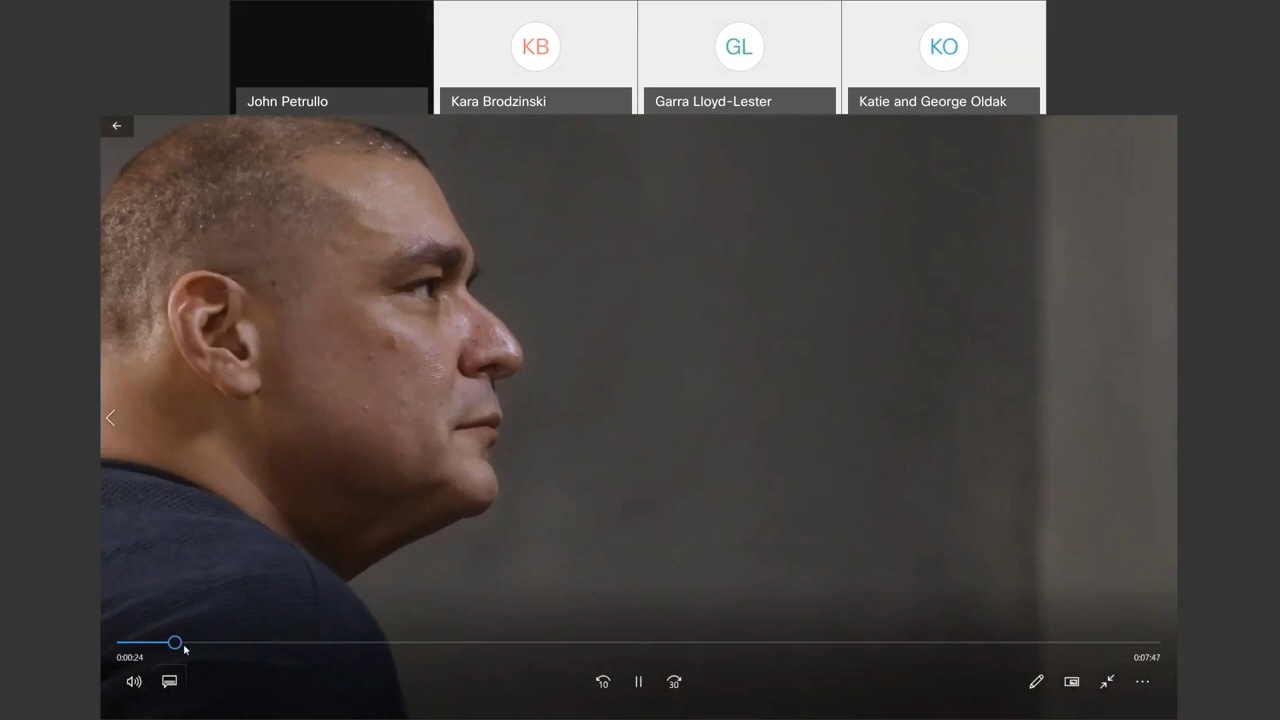 KB
GL
KO
John Petrullo
Kara Brodzinski
Garra Lloyd-Lester
Katie and George Oldak
0:00:24
0:07:47
10
30